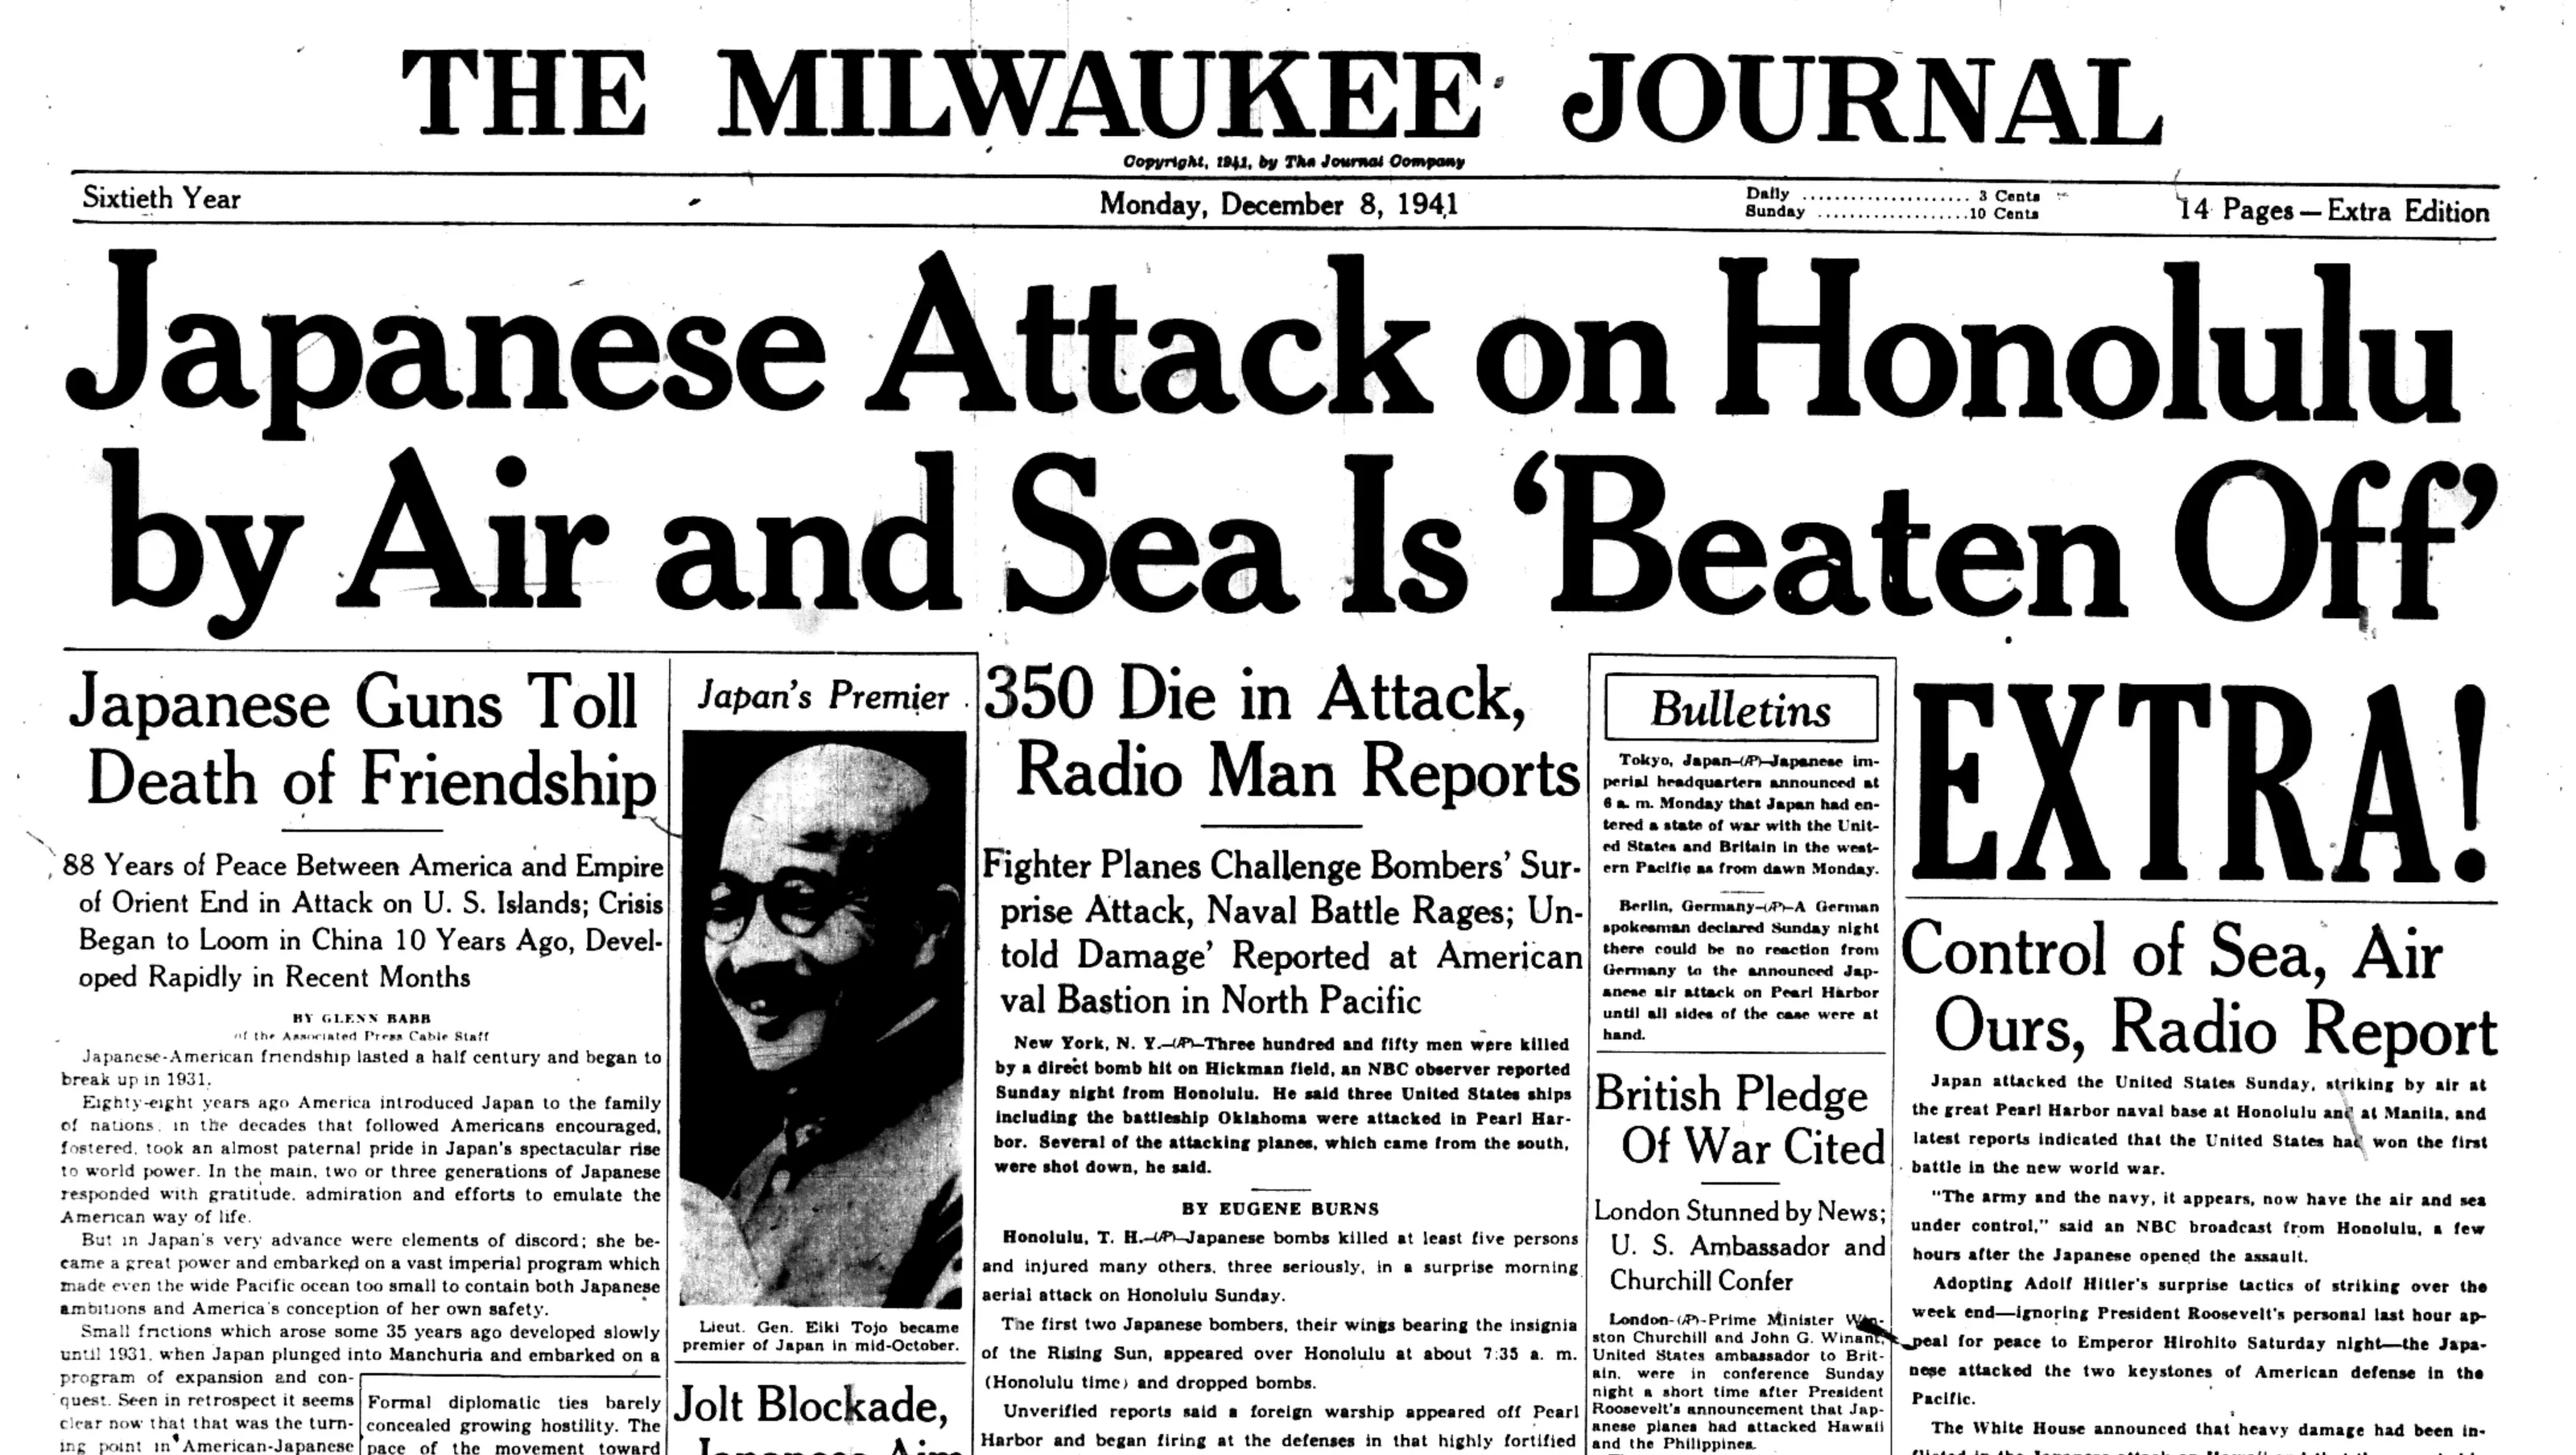 THE MILWAUKEE JOURNAL
Copyright, 1941, by The Journal Company
Sixtieth Year
Monday, December 8, 1941
Daily ..................... 3 Cents
Sunday ...................10 Cents
14 Pages — Extra Edition
Japanese Attack on Honolulu
by Air and Sea Is ‘Beaten Off’
Japanese Guns Toll
Death of Friendship
88 Years of Peace Between America and Empire
of Orient End in Attack on U. S. Islands; Crisis
Began to Loom in China 10 Years Ago, Devel-
oped Rapidly in Recent Months
BY GLENN BABB
of the Associated Press Cable Staff
Japanese-American friendship lasted a half century and began to
break up in 1931.
Eighty-eight years ago America introduced Japan to the family
of nations. in the decades that followed Americans encouraged,
fostered, took an almost paternal pride in Japan's spectacular rise
to world power. In the main, two or three generations of Japanese
responded with gratitude, admiration and efforts to emulate the
American way of life.
But in Japan's very advance were elements of discord; she be-
came a great power and embarked on a vast imperial program which
made even the wide Pacific ocean too small to contain both Japanese
ambitions and America's conception of her own safety.
Small frictions which arose some 35 years ago developed slowly
until 1931, when Japan plunged into Manchuria and embarked on a
program of expansion and con-
quest. Seen in retrospect it seems
clear now that that was the turn-
ing point in American-Japanese
Formal diplomatic ties barely
concealed growing hostility. The
pace of the movement toward
Japan's Premier
Lieut. Gen. Eiki Tojo became
premier of Japan in mid-October.
Jolt Blockade,
350 Die in Attack,
Radio Man Reports
Fighter Planes Challenge Bombers’ Sur-
prise Attack, Naval Battle Rages; Un-
told Damage’ Reported at American
val Bastion in North Pacific
New York, N. Y.—(AP)—Three hundred and fifty men were killed
by a direct bomb hit on Hickman field, an NBC observer reported
Sunday night from Honolulu. He said three United States ships
including the battleship Oklahoma were attacked in Pearl Har-
bor. Several of the attacking planes, which came from the south,
were shot down, he said.
BY EUGENE BURNS
Honolulu, T. H.—(AP)—Japanese bombs killed at least five persons
and injured many others, three seriously, in a surprise morning
aerial attack on Honolulu Sunday.
The first two Japanese bombers, their wings bearing the insignia
of the Rising Sun, appeared over Honolulu at about 7:35 a. m.
(Honolulu time) and dropped bombs.
Unverified reports said a foreign warship appeared off Pearl
Harbor and began firing at the defenses in that highly fortified
Bulletins
Tokyo, Japan—(AP)—Japanese im-
perial headquarters announced at
6 a. m. Monday that Japan had en-
tered a state of war with the Unit-
ed States and Britain in the west-
ern Pacific as from dawn Monday.
Berlin, Germany—(AP)—A German
spokesman declared Sunday night
there could be no reaction from
Germany to the announced Jap-
anese air attack on Pearl Harbor
until all sides of the case were at
hand.
British Pledge
Of War Cited
London Stunned by News;
U. S. Ambassador and
Churchill Confer
London-(AP)-Prime Minister Win-
ston Churchill and John G. Winant,
United States ambassador to Brit-
ain, were in conference Sunday
night a short time after President
Roosevelt's announcement that Jap-
anese planes had attacked Hawaii
and the Philippines.
EXTRA!
Control of Sea, Air
Ours, Radio Report
Japan attacked the United States Sunday, striking by air at
the great Pearl Harbor naval base at Honolulu and at Manila, and
latest reports indicated that the United States had won the first
battle in the new world war.
"The army and the navy, it appears, now have the air and sea
under control," said an NBC broadcast from Honolulu, a few
hours after the Japanese opened the assault.
Adopting Adolf Hitler's surprise tactics of striking over the
week end—ignoring President Roosevelt's personal last hour ap-
peal for peace to Emperor Hirohito Saturday night—the Japa-
nese attacked the two keystones of American defense in the
Pacific.
The White House announced that heavy damage had been in-